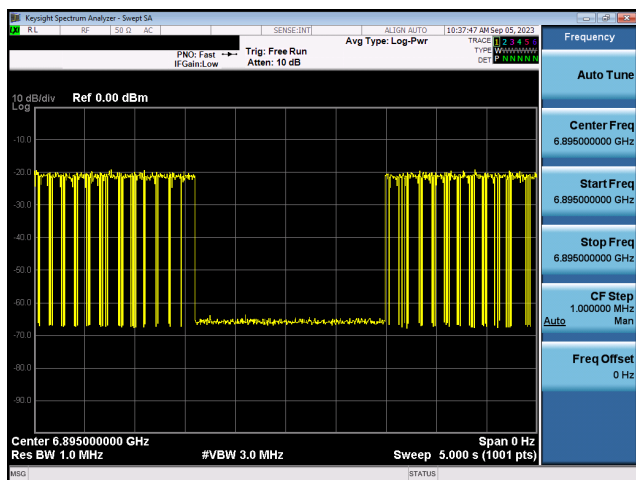 Keysight Spectrum Analyzer - Swept SA
RL RF 50 Ω AC SENSE:INT ALIGN AUTO 10:37:47 AM Sep 05, 2023
Frequency
PNO: Fast
IFGain:Low
Trig: Free Run
Atten: 10 dB
Avg Type: Log-Pwr
TRACE 1 2 3 4 5 6
TYPE WWWWWW
DET P N N N N N
Auto Tune
10 dB/div
Log
Ref 0.00 dBm
-10.0
-20.0
-30.0
-40.0
-50.0
-60.0
-70.0
-80.0
-90.0
Center Freq
6.895000000 GHz
Start Freq
6.895000000 GHz
Stop Freq
6.895000000 GHz
CF Step
1.000000 MHz
Auto Man
Freq Offset
0 Hz
Center 6.895000000 GHz Span 0 Hz
Res BW 1.0 MHz #VBW 3.0 MHz Sweep 5.000 s (1001 pts)
MSG STATUS